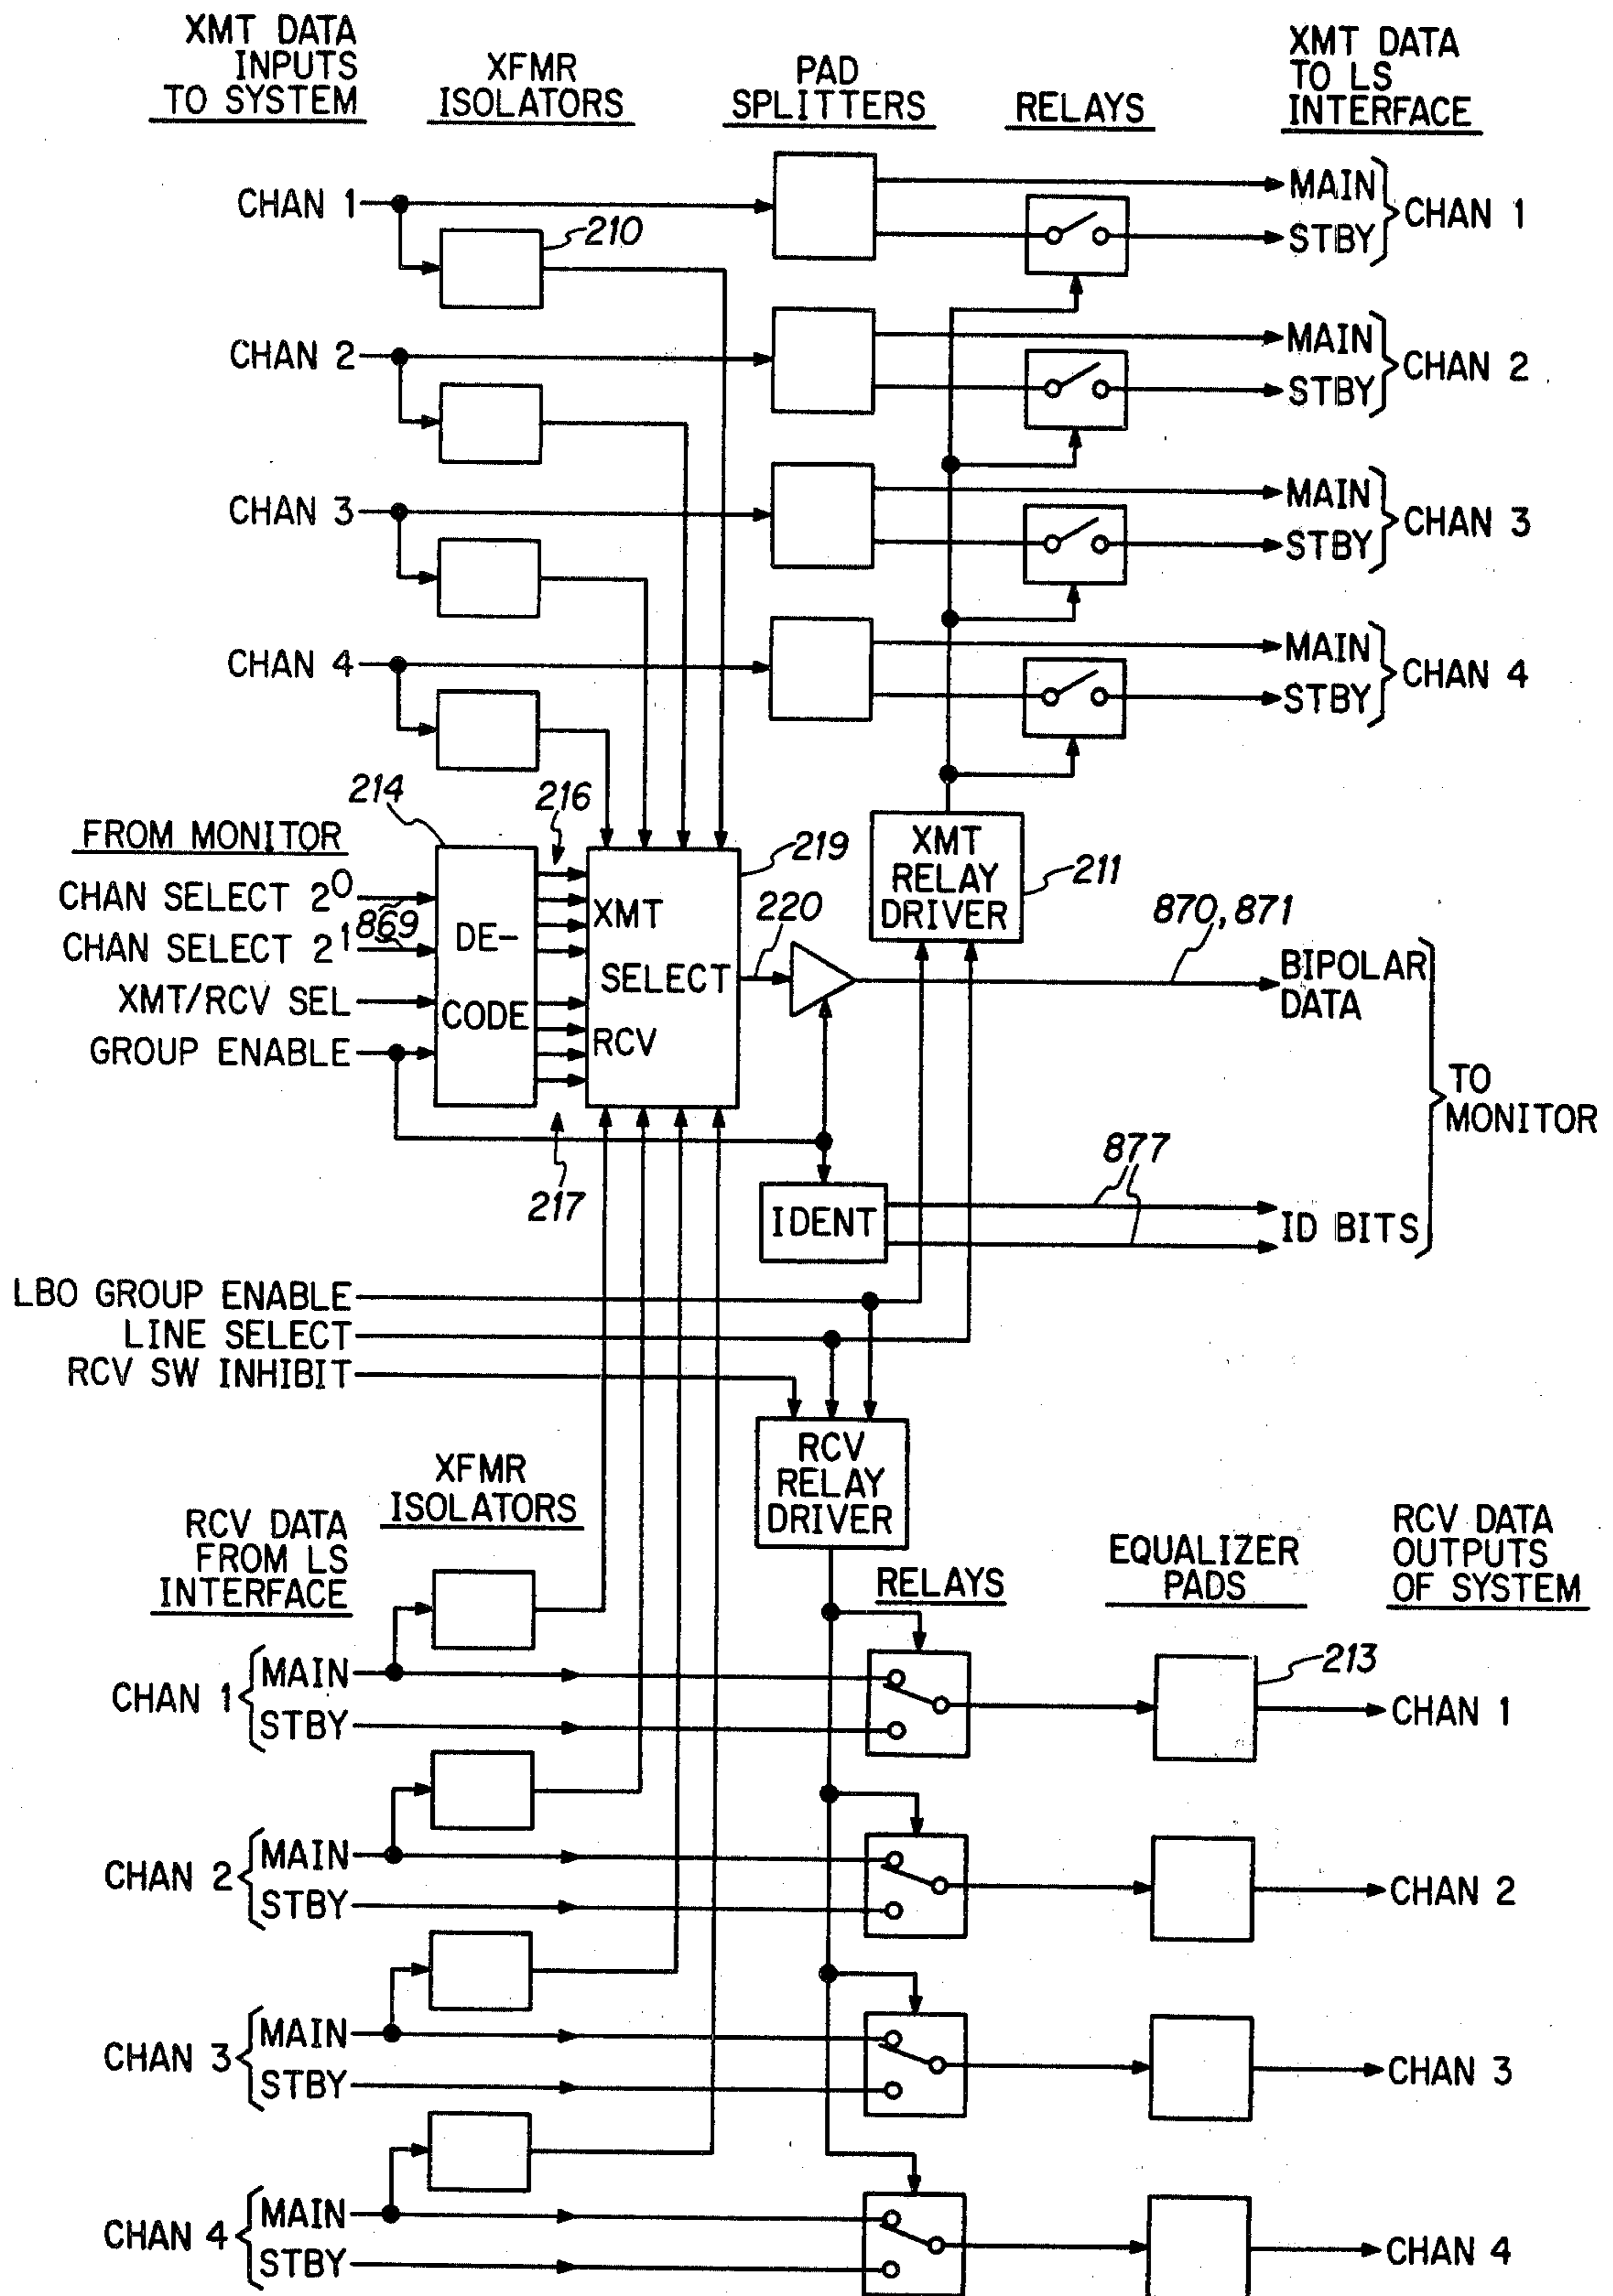 XMT DATA
INPUTS
TO SYSTEM
XFMR
ISOLATORS
PAD
SPLITTERS
RELAYS
XMT DATA
TO LS
INTERFACE
CHAN 1
210
MAIN
STBY
CHAN 1
CHAN 2
MAIN
STBY
CHAN 2
CHAN 3
MAIN
STBY
CHAN 3
CHAN 4
MAIN
STBY
CHAN 4
214
216
FROM MONITOR
CHAN SELECT 2^0
869
CHAN SELECT 2^1
XMT/RCV SEL
GROUP ENABLE
DE-
CODE
XMT
SELECT
RCV
219
220
217
XMT
RELAY
DRIVER
211
870, 871
BIPOLAR
DATA
TO
MONITOR
877
IDENT
ID BITS
LBO GROUP ENABLE
LINE SELECT
RCV SW INHIBIT
RCV
RELAY
DRIVER
RCV DATA
FROM LS
INTERFACE
XFMR
ISOLATORS
RELAYS
EQUALIZER
PADS
RCV DATA
OUTPUTS
OF SYSTEM
CHAN 1
MAIN
STBY
213
CHAN 1
CHAN 2
MAIN
STBY
CHAN 2
CHAN 3
MAIN
STBY
CHAN 3
CHAN 4
MAIN
STBY
CHAN 4